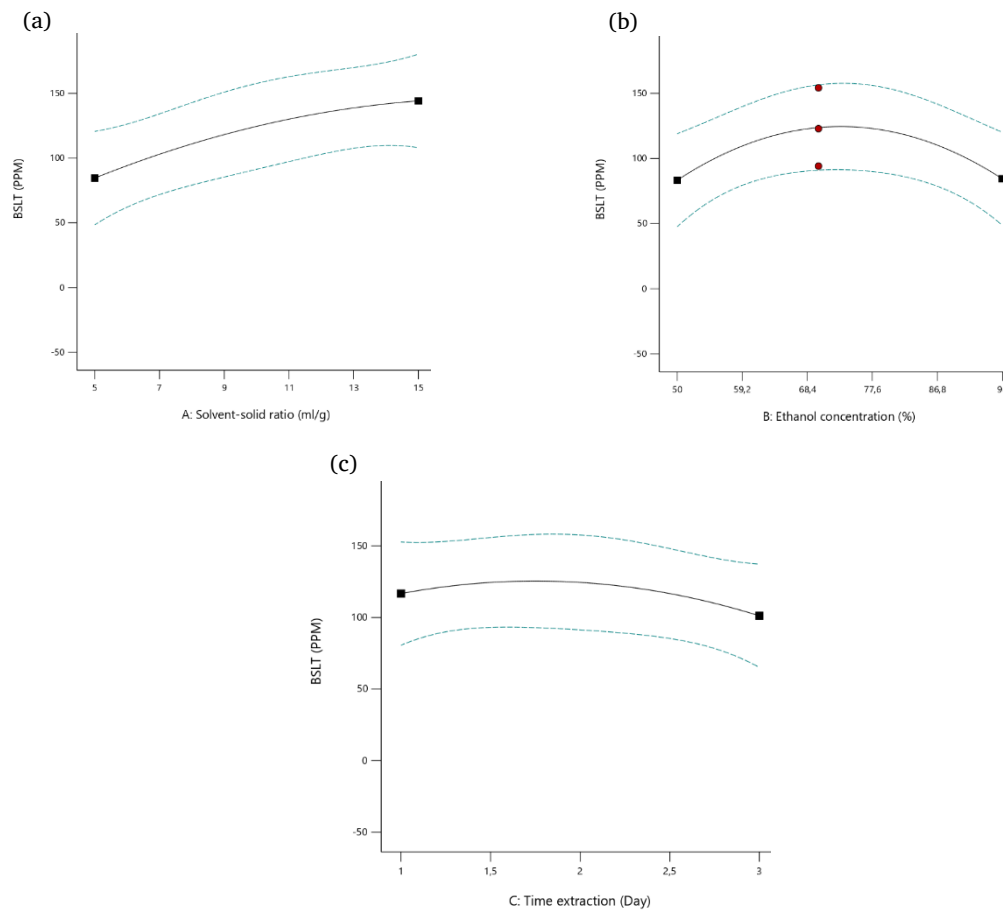 (a)
BSLT (PPM)
150
100
50
0
-50
5 7 9 11 13 15
A: Solvent-solid ratio (ml/g)
(b)
BSLT (PPM)
150
100
50
0
-50
50 59,2 68,4 77,6 86,8 9
B: Ethanol concentration (%)
(c)
BSLT (PPM)
150
100
50
0
-50
1 1,5 2 2,5 3
C: Time extraction (Day)